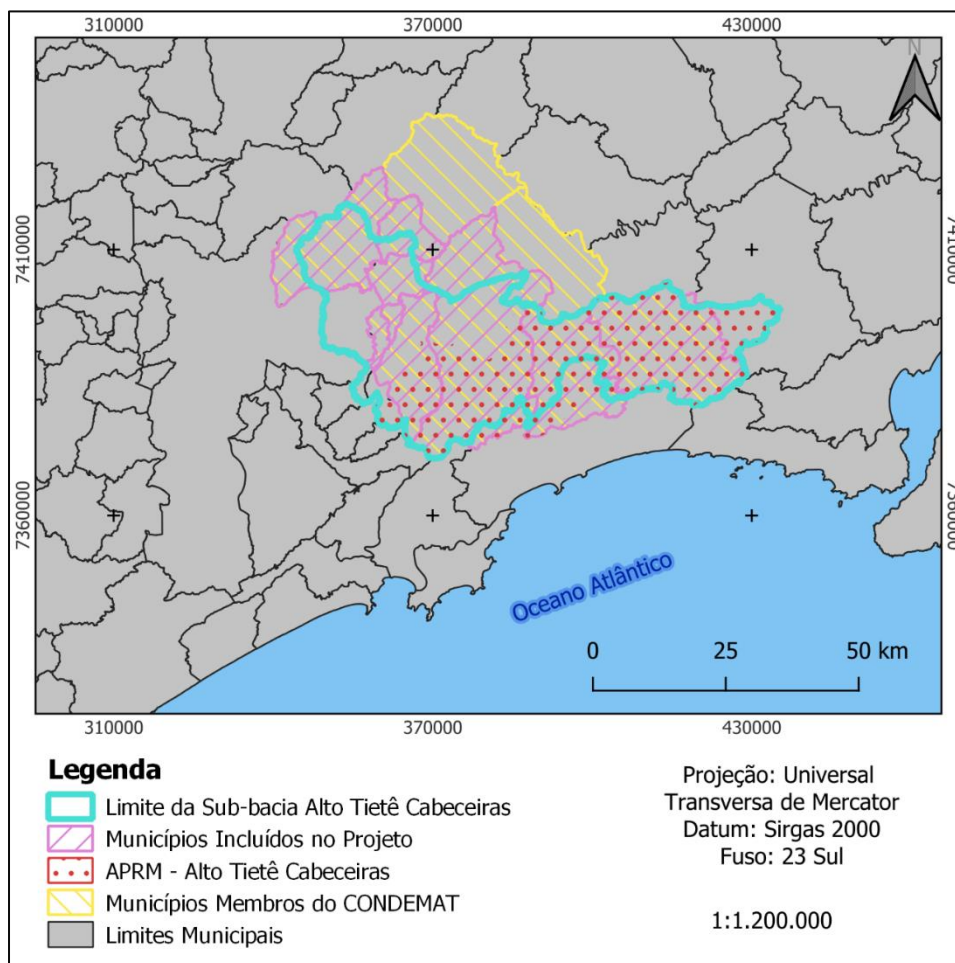 310000 370000 430000
N
7410000 7410000
7360000 7360000
Oceano Atlântico
0 25 50 km
310000 370000 430000
Legenda
Limite da Sub-bacia Alto Tietê Cabeceiras
Municípios Incluídos no Projeto
APRM - Alto Tietê Cabeceiras
Municípios Membros do CONDEMAT
Limites Municipais
Projeção: Universal
Transversa de Mercator
Datum: Sirgas 2000
Fuso: 23 Sul
1:1.200.000